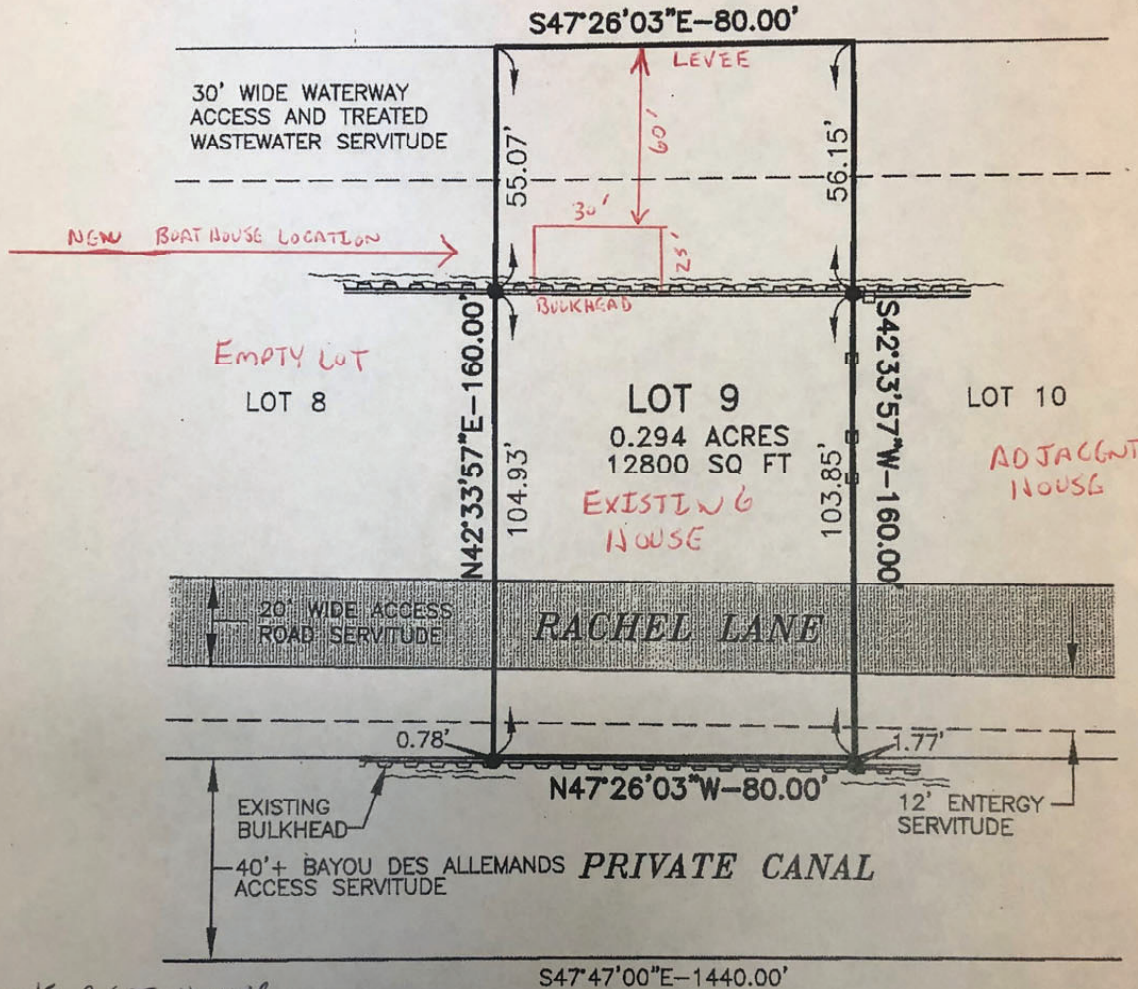 S47°26'03"E-80.00'
LEVEE
30' WIDE WATERWAY
ACCESS AND TREATED
WASTEWATER SERVITUDE
55.07'
60'
56.15'
30'
25'
NEW BOAT HOUSE LOCATION
BULKHEAD
N42°33'57"E-160.00'
S42°33'57"W-160.00'
EMPTY LOT
LOT 8
LOT 9
0.294 ACRES
12800 SQ FT
EXISTING
HOUSE
LOT 10
ADJACENT
HOUSE
104.93'
103.85'
20' WIDE ACCESS
ROAD SERVITUDE
RACHEL LANE
0.78'
1.77'
N47°26'03"W-80.00'
EXISTING
BULKHEAD
12' ENTERGY
SERVITUDE
40'+ BAYOU DES ALLEMANDS
ACCESS SERVITUDE
PRIVATE CANAL
S47°47'00"E-1440.00'